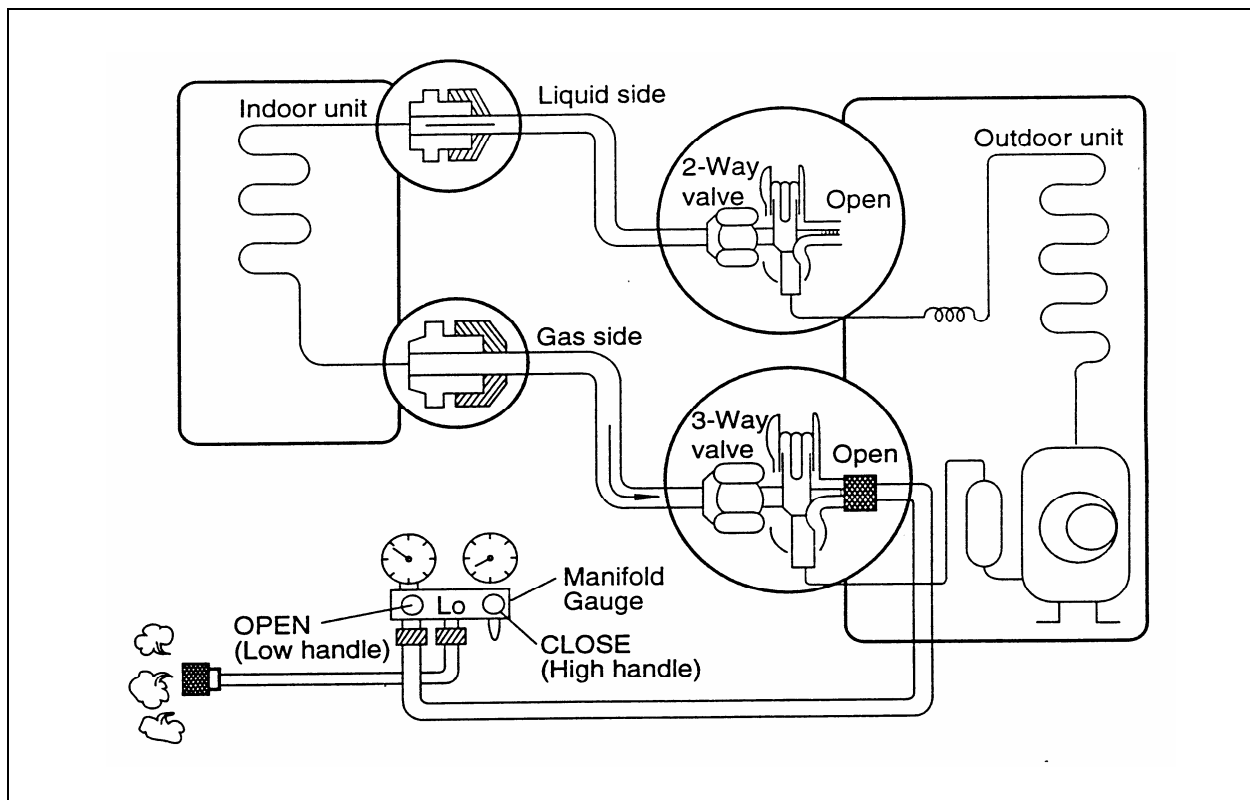 Indoor unit
Liquid side
Outdoor unit
2-Way
valve
Open
Gas side
3-Way
valve
Open
Manifold
Gauge
Lo
OPEN
(Low handle)
CLOSE
(High handle)